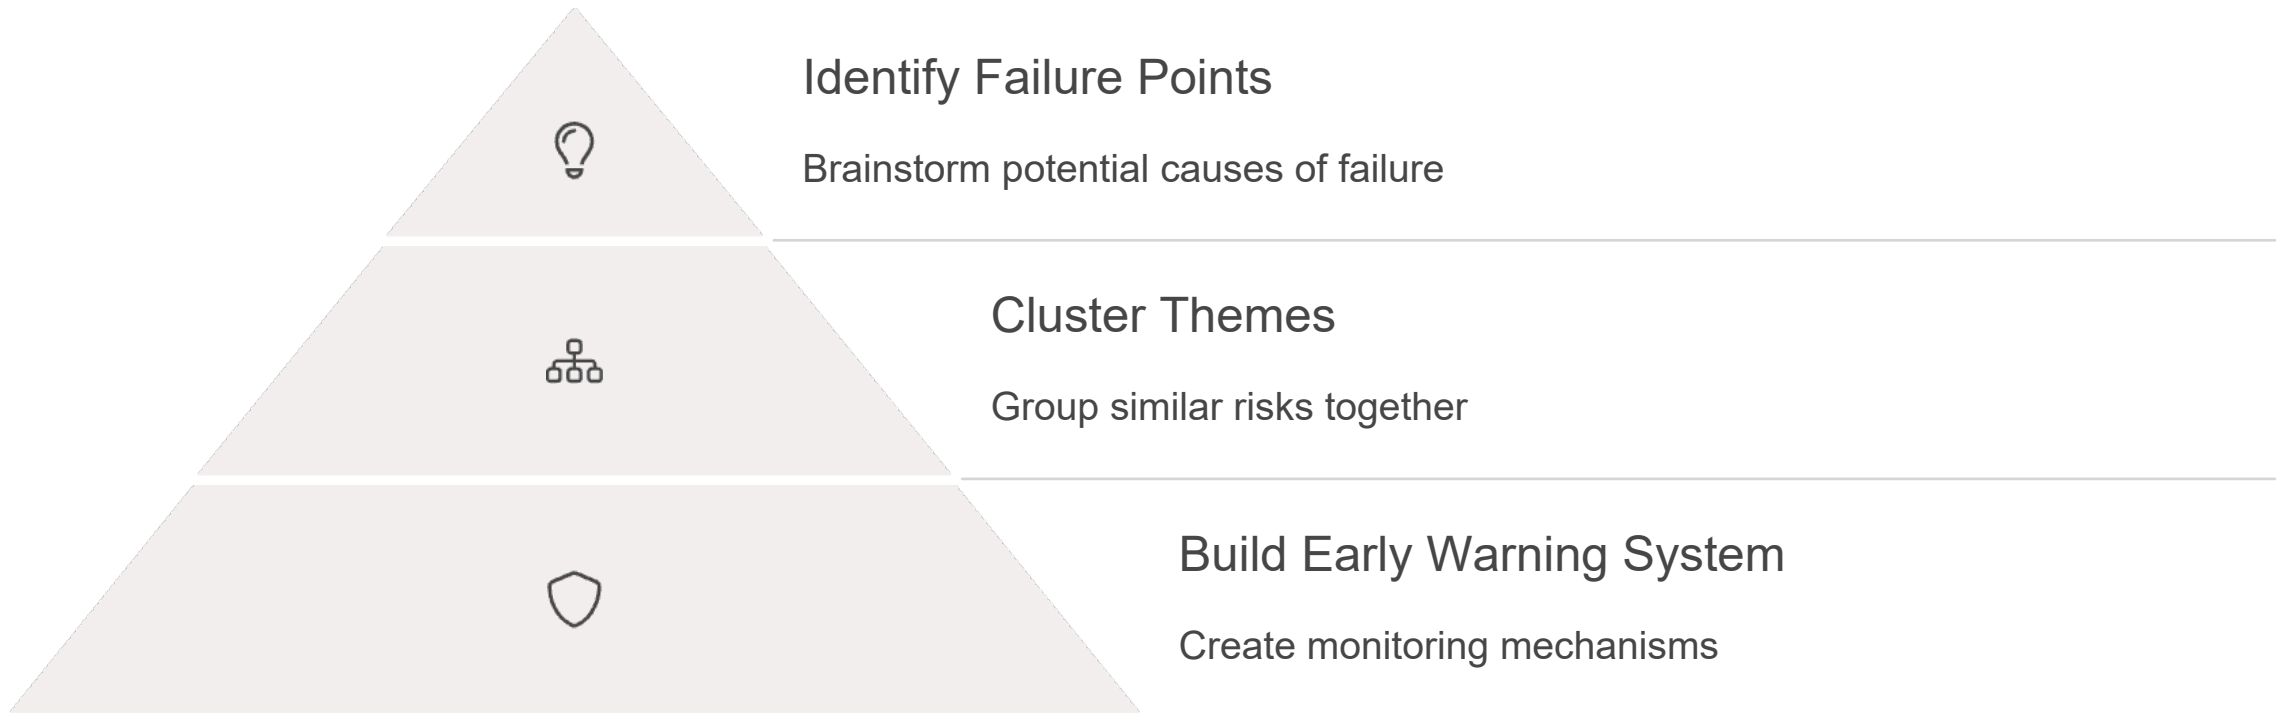 Identify Failure Points
Brainstorm potential causes of failure
Cluster Themes
Group similar risks together
Build Early Warning System
Create monitoring mechanisms